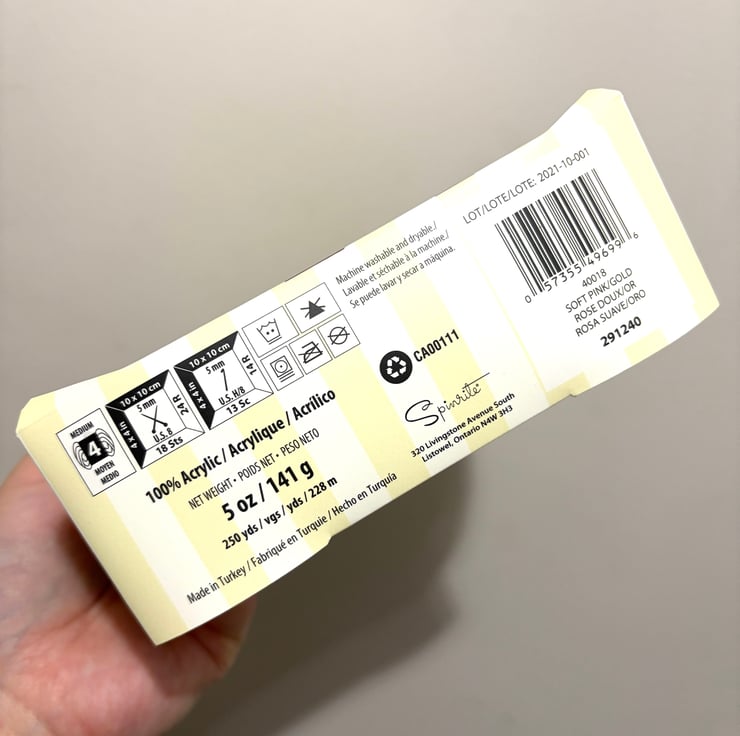 MEDIUM
4
MOYEN
MEDIO
10 x 10 cm
4 x 4 in
5 mm
24R
U.S. 8
18 Sts
10 x 10 cm
4 x 4 in
5 mm
14R
U.S. H/8
13 Sc
100% Acrylic / Acrylique / Acrílico
NET WEIGHT • POIDS NET • PESO NETO
5 oz / 141 g
250 yds / vgs / yds / 228 m
Made in Turkey / Fabriqué en Turquie / Hecho en Turquía
Machine washable and dryable./
Lavable et séchable à la machine./
Se puede lavar y secar a máquina.
CA00111
Spinrite
320 Livingstone Avenue South
Listowel, Ontario N4W 3H3
LOT/LOTE/LOTE: 2021-10-001
0 57355 49699 6
40018
SOFT PINK/GOLD
ROSE DOUX/OR
ROSA SUAVE/ORO
291240